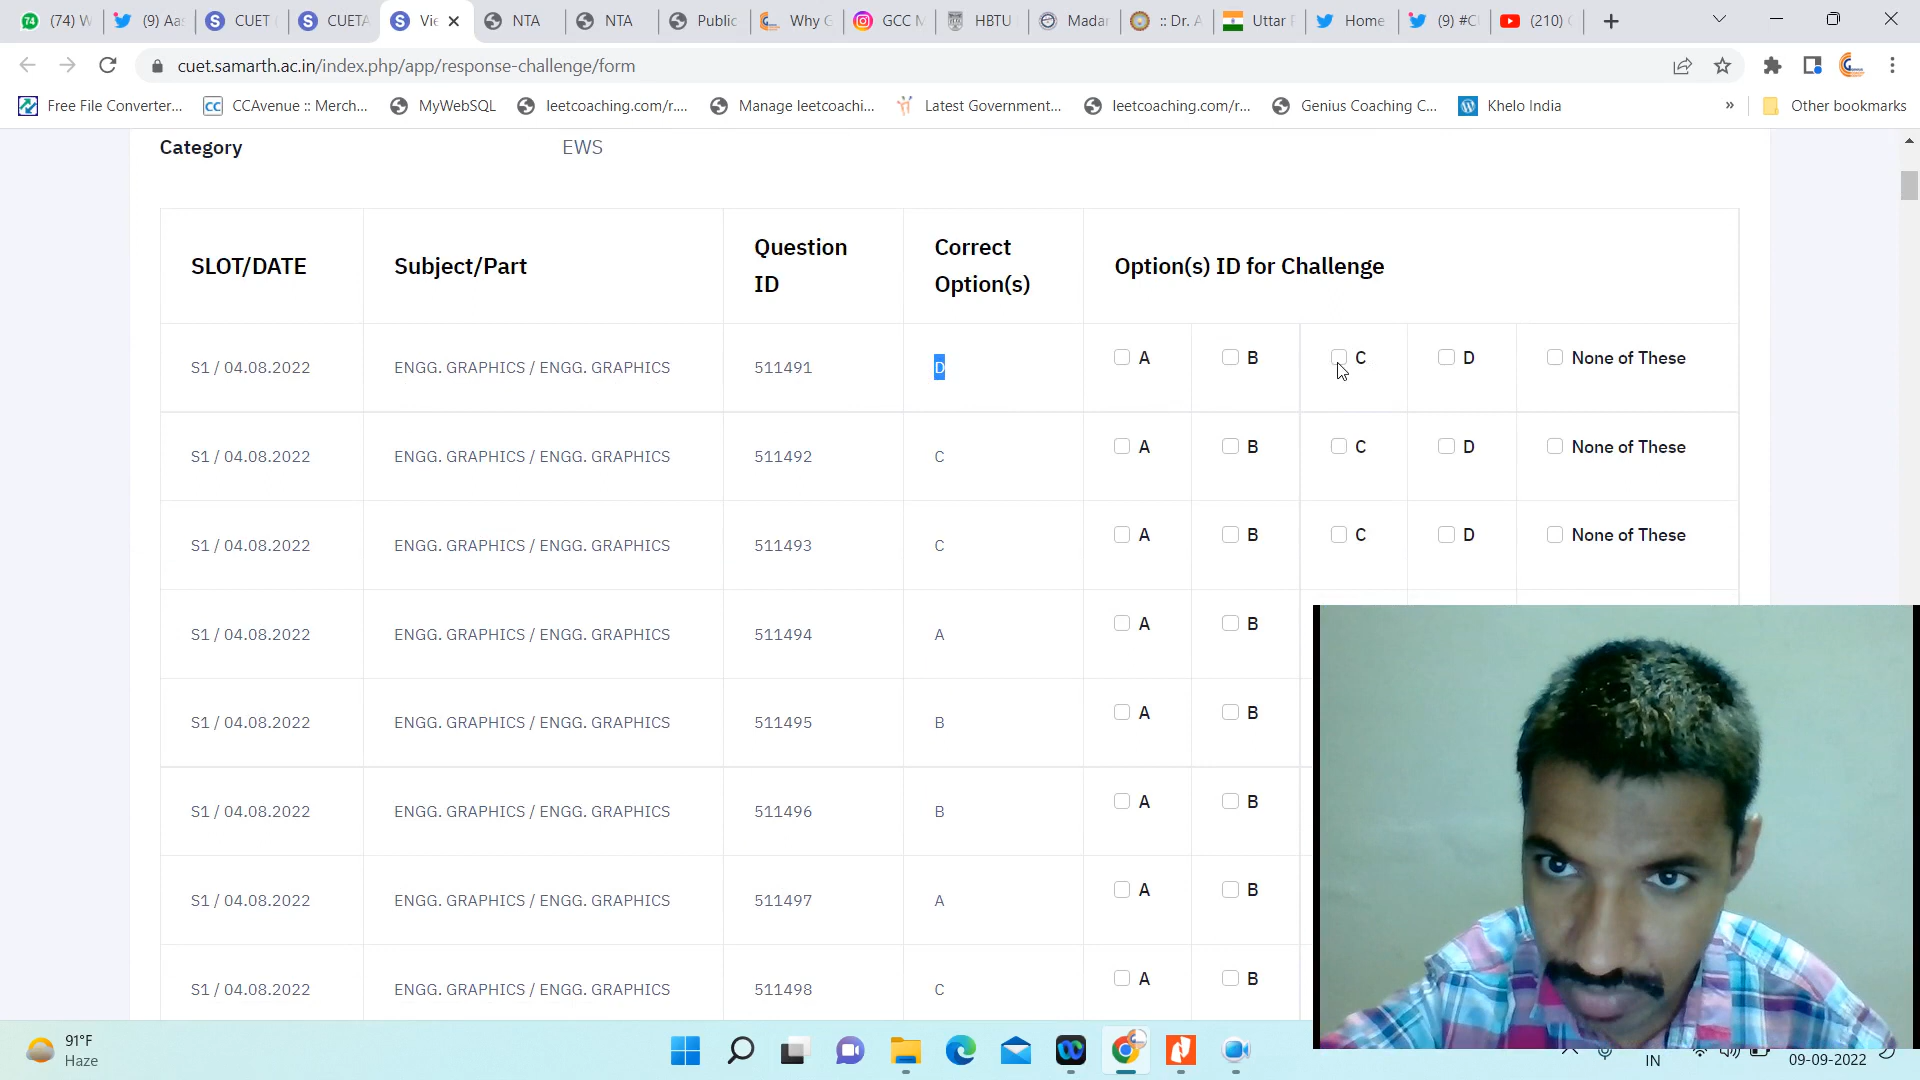 (74) W
(9) Aa
CUET
CUETA
Vie
NTA
NTA
Public
Why G
GCC M
HBTU
Madar
:: Dr. A
Uttar P
Home
(9) #C
(210)
cuet.samarth.ac.in/index.php/app/response-challenge/form
Free File Converter...
CCAvenue :: Merch...
MyWebSQL
leetcoaching.com/r....
Manage leetcoachi...
Latest Government...
leetcoaching.com/r...
Genius Coaching C...
Khelo India
»
Other bookmarks
Category EWS
SLOT/DATE Subject/Part Question ID Correct Option(s) Option(s) ID for Challenge
S1 / 04.08.2022 ENGG. GRAPHICS / ENGG. GRAPHICS 511491 D A B C D None of These
S1 / 04.08.2022 ENGG. GRAPHICS / ENGG. GRAPHICS 511492 C A B C D None of These
S1 / 04.08.2022 ENGG. GRAPHICS / ENGG. GRAPHICS 511493 C A B C D None of These
S1 / 04.08.2022 ENGG. GRAPHICS / ENGG. GRAPHICS 511494 A A B
S1 / 04.08.2022 ENGG. GRAPHICS / ENGG. GRAPHICS 511495 B A B
S1 / 04.08.2022 ENGG. GRAPHICS / ENGG. GRAPHICS 511496 B A B
S1 / 04.08.2022 ENGG. GRAPHICS / ENGG. GRAPHICS 511497 A A B
S1 / 04.08.2022 ENGG. GRAPHICS / ENGG. GRAPHICS 511498 C A B
91°F
Haze
IN
09-09-2022